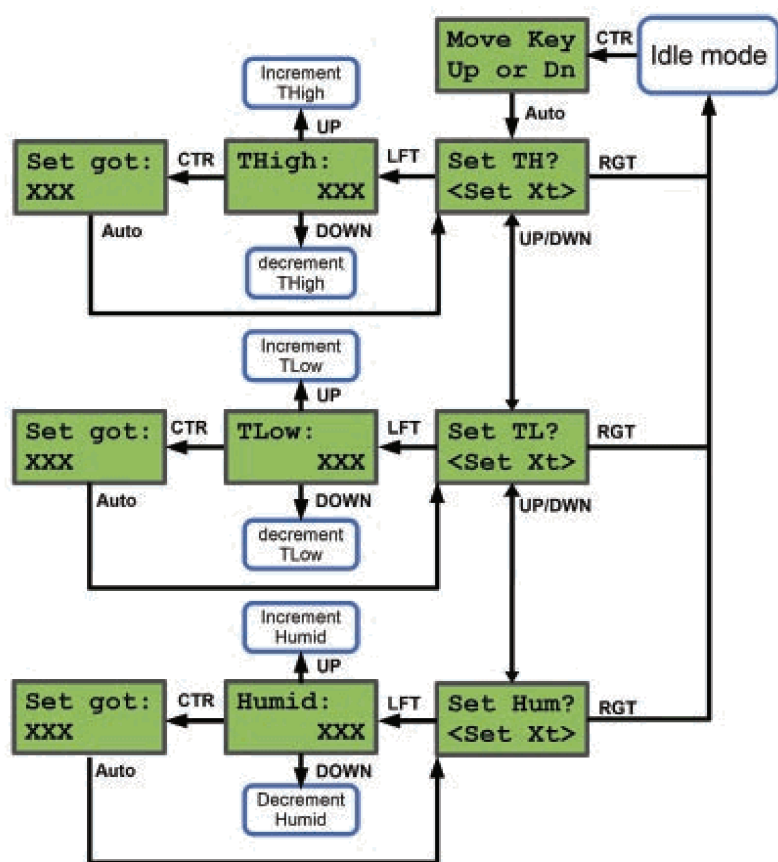 Move Key
Up or Dn
CTR
Idle mode
Auto
Increment
THigh
UP
Set got:
XXX
CTR
THigh:
XXX
LFT
Set TH?
<Set Xt>
RGT
Auto
DOWN
decrement
THigh
UP/DWN
Increment
TLow
UP
Set got:
XXX
CTR
TLow:
XXX
LFT
Set TL?
<Set Xt>
RGT
Auto
DOWN
decrement
TLow
UP/DWN
Increment
Humid
UP
Set got:
XXX
CTR
Humid:
XXX
LFT
Set Hum?
<Set Xt>
RGT
Auto
DOWN
Decrement
Humid